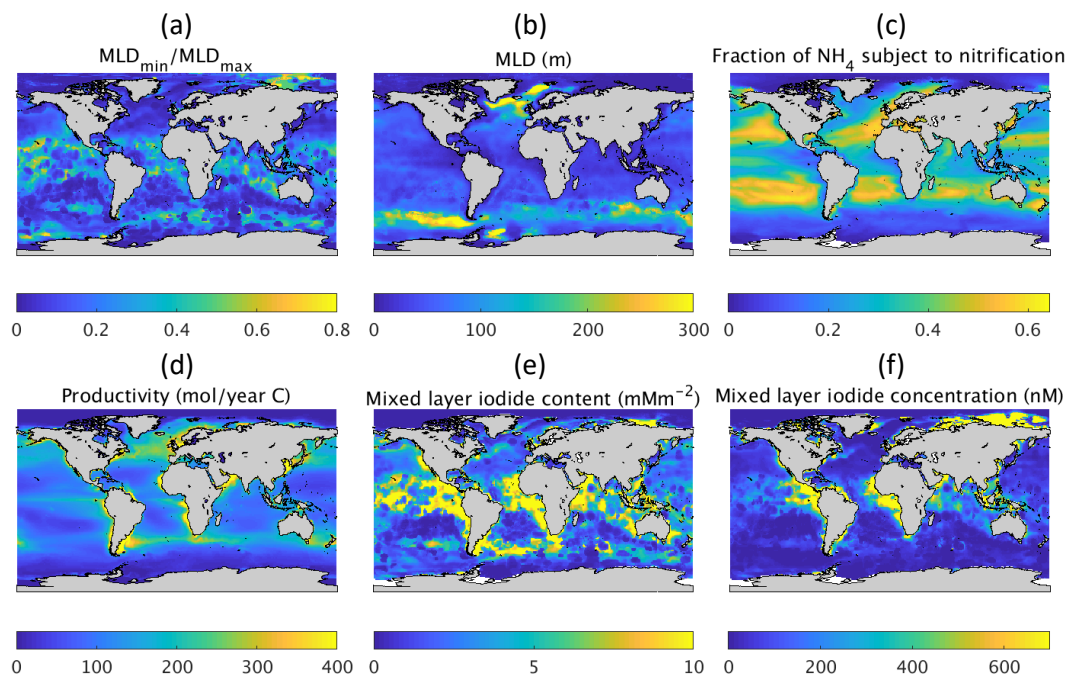 (a) (b) (c)
MLDmin/MLDmax MLD (m) Fraction of NH4 subject to nitrification
0 0.2 0.4 0.6 0.8 0 100 200 300 0.2 0.4 0.6
(d) (e) (f)
Productivity (mol/year C) Mixed layer iodide content (mMm⁻²) Mixed layer iodide concentration (nM)
0 100 200 300 400 0 5 10 0 200 400 600